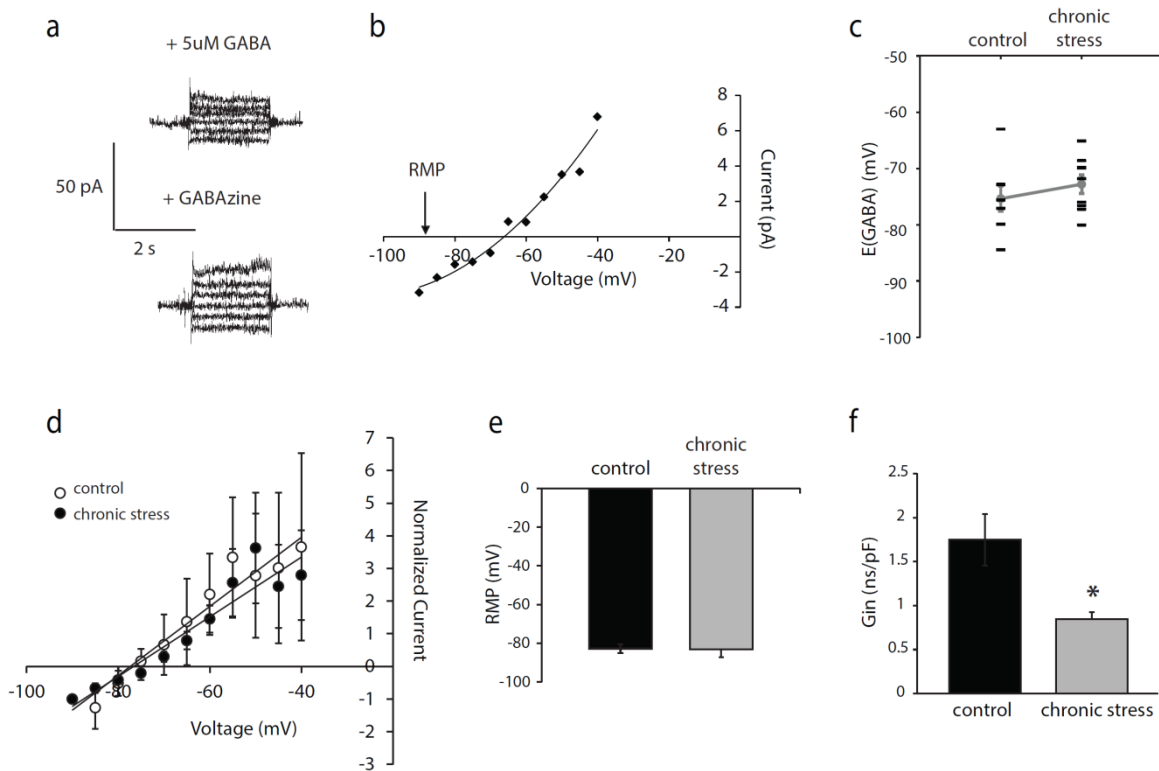 a
+ 5uM GABA
50 pA
+ GABAzine
2 s
b
RMP
8
6
4
2
0
-2
-4
-100
-80
-60
-40
-20
Voltage (mV)
Current (pA)
c
control
chronic
stress
-50
-60
-70
-80
-90
-100
E(GABA) (mV)
d
control
chronic stress
7
6
5
4
3
2
1
0
-1
-2
-3
-100
-80
-60
-40
-20
Voltage (mV)
Normalized Current
e
control
chronic
stress
0
-20
-40
-60
-80
-100
RMP (mV)
f
2.5
2
1.5
1
0.5
0
Gin (ns/pF)
*
control
chronic stress